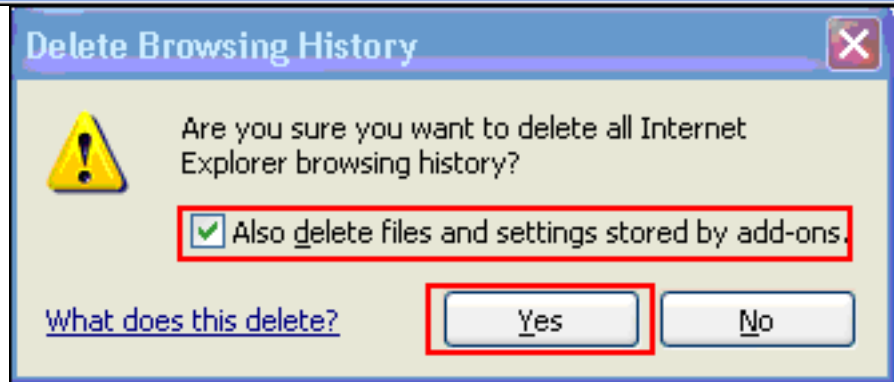 Delete Browsing History
Are you sure you want to delete all Internet
Explorer browsing history?
Also delete files and settings stored by add-ons.
What does this delete?
Yes
No